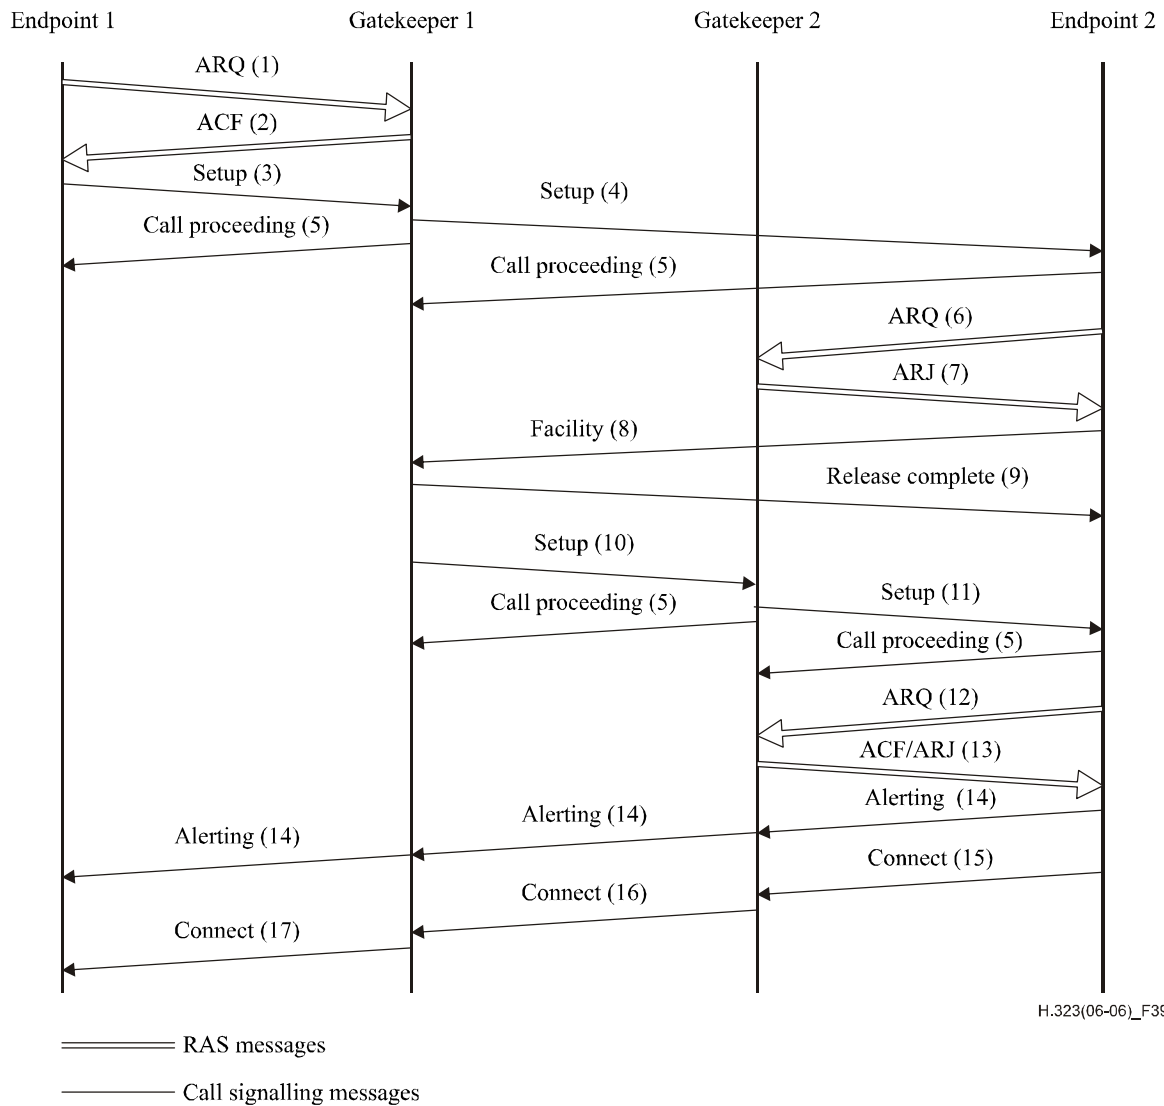 Endpoint 1 Gatekeeper 1 Gatekeeper 2 Endpoint 2
ARQ (1)
ACF (2)
Setup (3)
Setup (4)
Call proceeding (5)
Call proceeding (5)
ARQ (6)
ARJ (7)
Facility (8)
Release complete (9)
Setup (10)
Setup (11)
Call proceeding (5)
Call proceeding (5)
ARQ (12)
ACF/ARJ (13)
Alerting (14)
Alerting (14)
Alerting (14)
Connect (15)
Connect (16)
Connect (17)
H.323(06-06)_F39
RAS messages
Call signalling messages